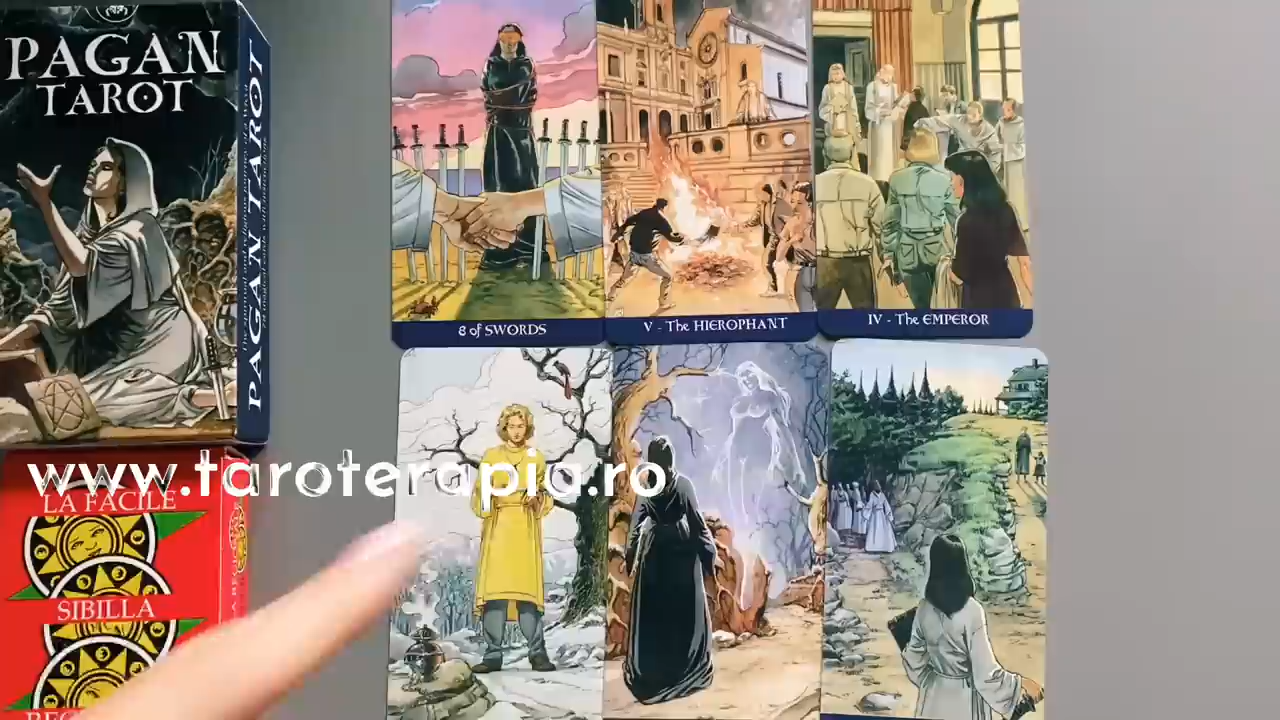 PAGAN
TAROT
PAGAN TAROT
8 of SWORDS
V - The HIEROPHANT
IV - The EMPEROR
www.taroterapia.ro
LA FACILE
SIBILLA